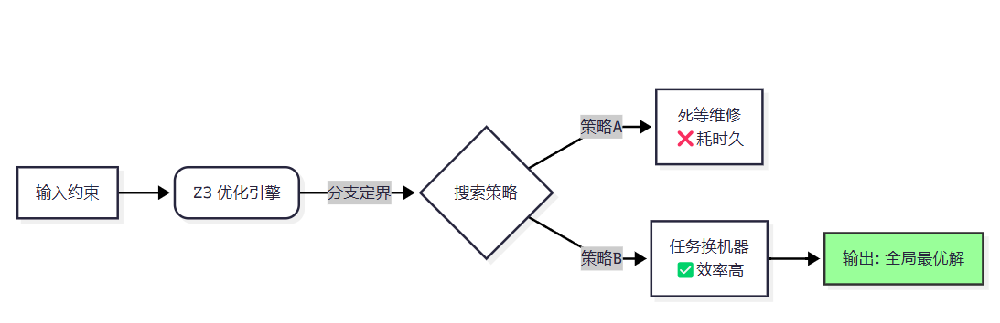 输入约束
Z3 优化引擎
分支定界
搜索策略
策略A
死等维修
❌ 耗时久
策略B
任务换机器
✅ 效率高
输出: 全局最优解